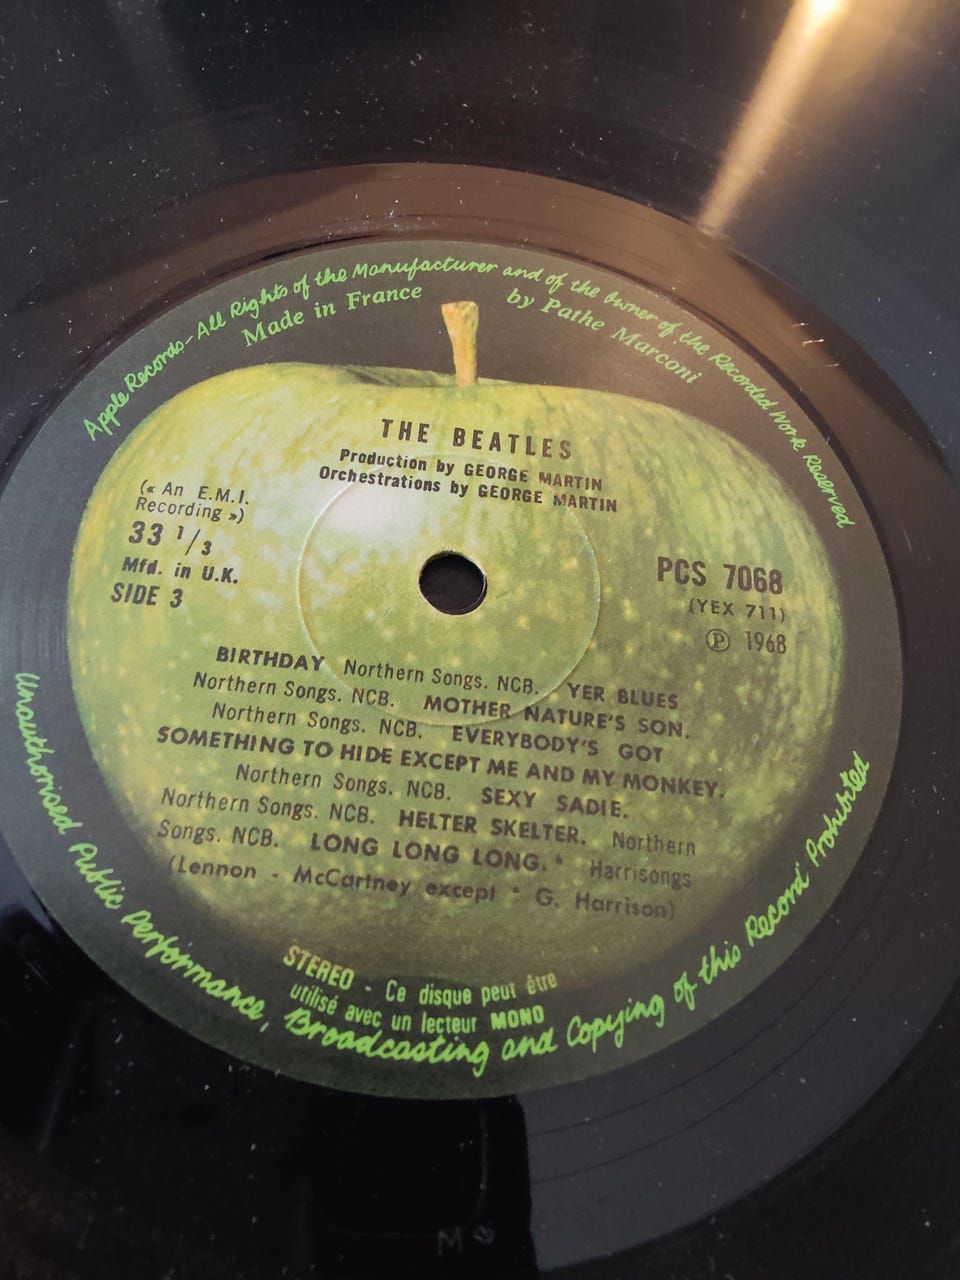 Apple Records-All Rights of the Manufacturer and of the Owner of the Recorded Work Reserved
Made in France by Pathe Marconi
THE BEATLES
Production by GEORGE MARTIN
Orchestrations by GEORGE MARTIN
(« An E.M.I.
Recording »)
33 1/3
Mfd. in U.K.
SIDE 3
PCS 7068
(YEX 711)
℗ 1968
BIRTHDAY Northern Songs. NCB. YER BLUES
Northern Songs. NCB. MOTHER NATURE'S SON.
Northern Songs. NCB. EVERYBODY'S GOT
SOMETHING TO HIDE EXCEPT ME AND MY MONKEY.
Northern Songs. NCB. SEXY SADIE.
Northern Songs. NCB. HELTER SKELTER. Northern
Songs. NCB. LONG LONG LONG.* Harrisongs
(Lennon - McCartney except * G. Harrison)
STEREO - Ce disque peut être
utilisé avec un lecteur MONO
Unauthorised Public Performance, Broadcasting and Copying of this Record Prohibited